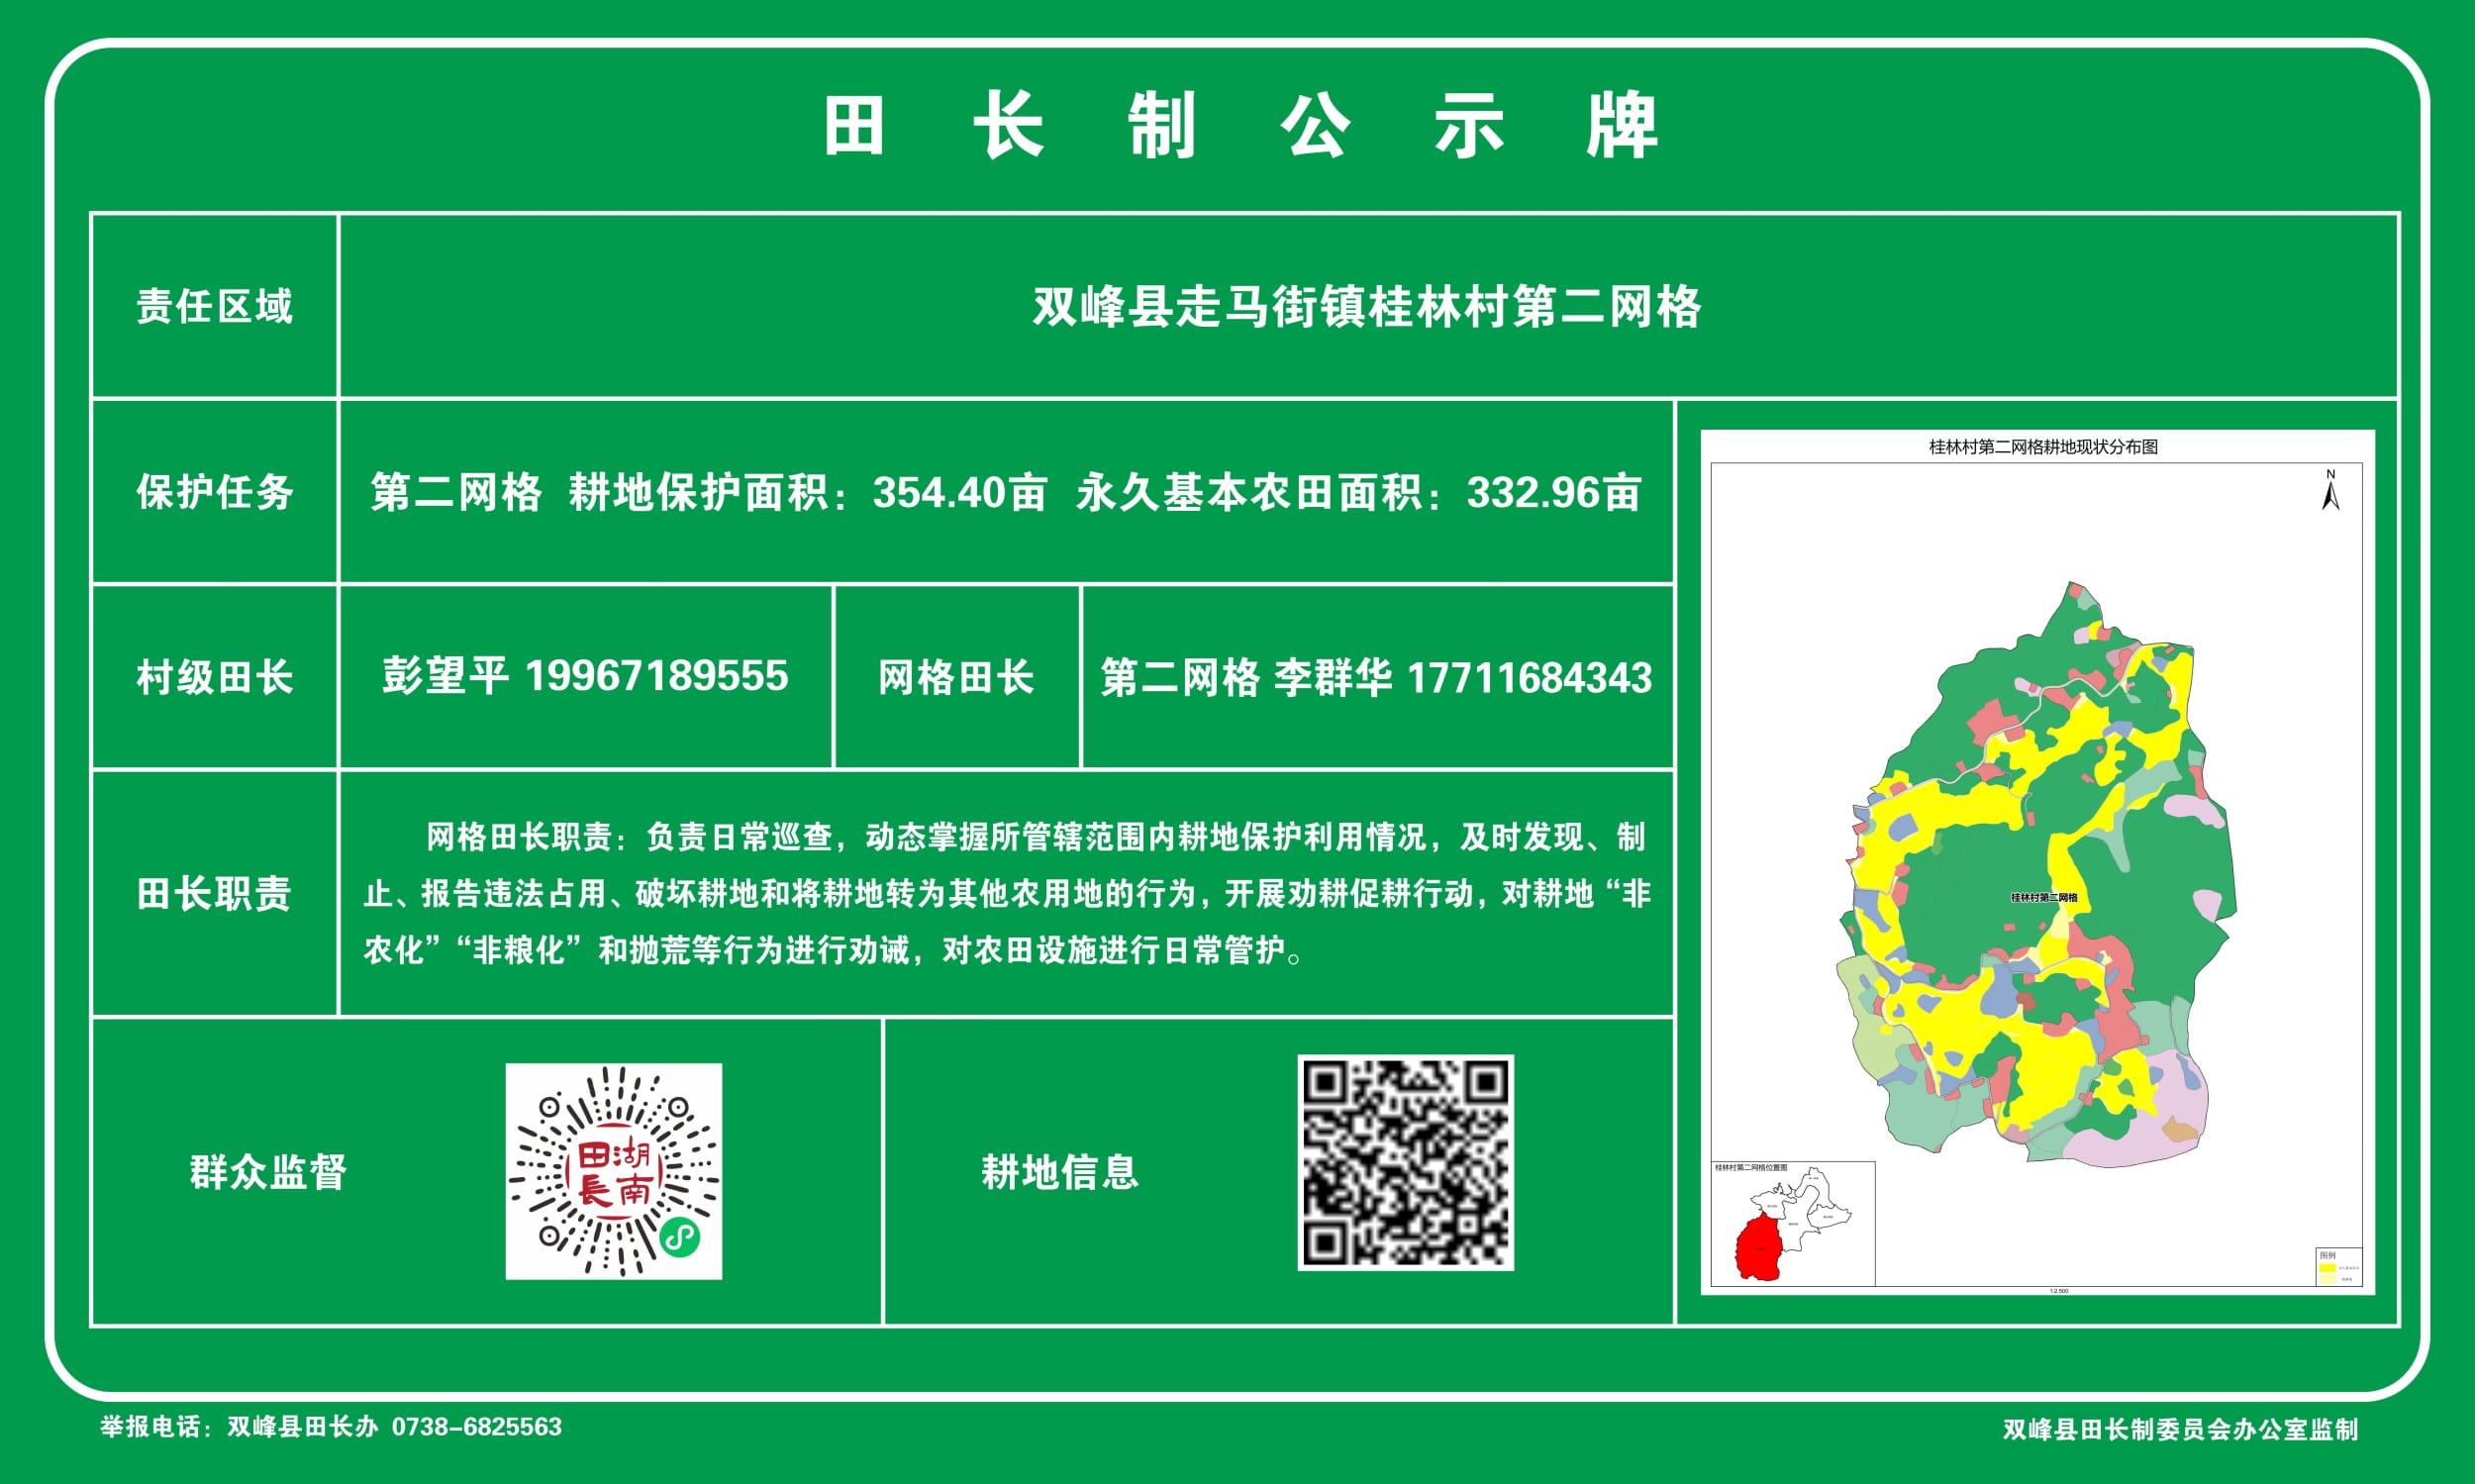 田长制公示牌
责任区域
双峰县走马街镇桂林村第二网格
保护任务
第二网格 耕地保护面积：354.40亩 永久基本农田面积：332.96亩
村级田长
彭望平 19967189555
网格田长
第二网格 李群华 17711684343
田长职责
网格田长职责：负责日常巡查，动态掌握所管辖范围内耕地保护利用情况，及时发现、制
止、报告违法占用、破坏耕地和将耕地转为其他农用地的行为，开展劝耕促耕行动，对耕地“非
农化”“非粮化”和抛荒等行为进行劝诫，对农田设施进行日常管护。
群众监督
湖南
田長
耕地信息
桂林村第二网格耕地现状分布图
N
桂林村第二网格
桂林村第二网格位置图
图例
1:2,500
举报电话：双峰县田长办 0738-6825563
双峰县田长制委员会办公室监制